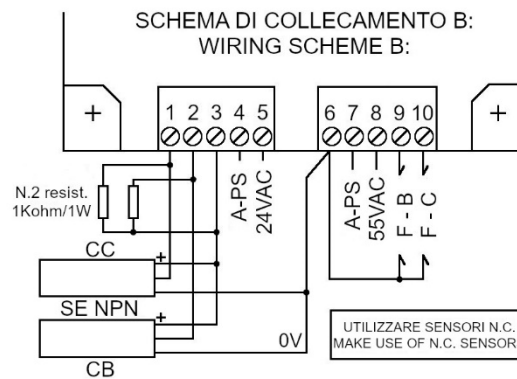 SCHEMA DI COLLECAMENTO B:
WIRING SCHEME B:
1 2 3 4 5
6 7 8 9 10
+
+
A-PS
24VAC
A-PS
55VAC
F - B
F - C
N.2 resist.
1Kohm/1W
CC
+
SE NPN
+
CB
0V
UTILIZZARE SENSORI N.C.
MAKE USE OF N.C. SENSOR